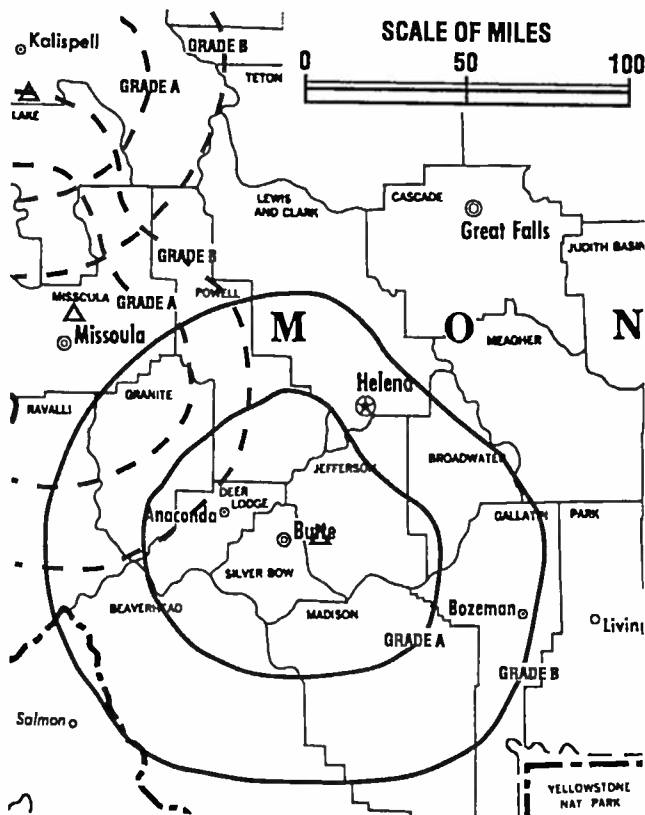 SCALE OF MILES
0 50 100
Kalispell
GRADE B
TETON
GRADE A
LAKE
LEWIS
AND CLARK
CASCADE
Great Falls
JUDITH BASIN
GRADE B
POWELL
MISSCULA
GRADE A
Missoula
M O N
MEAGHER
Helena
GRANITE
RAVALLI
BROADWATER
JEFFERSON
DEER
LODGE
Anaconda
GALLATIN
PARK
Butte
SILVER BOW
BEAVERHEAD
MADISON
Bozeman
Livin
GRADE A
GRADE B
Salmon
YELLOWSTONE
NAT PARK